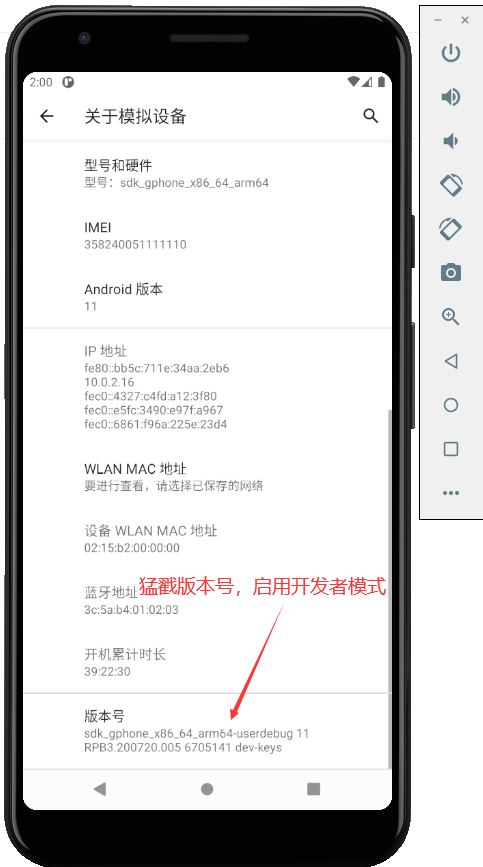 2:00
关于模拟设备
型号和硬件
型号：sdk_gphone_x86_64_arm64
IMEI
358240051111110
Android 版本
11
IP 地址
fe80::bb5c:711e:34aa:2eb6
10.0.2.16
fec0::4327:c4fd:a12:3f80
fec0::e5fc:3490:e97f:a967
fec0::6861:f96a:225e:23d4
WLAN MAC 地址
要进行查看，请选择已保存的网络
设备 WLAN MAC 地址
02:15:b2:00:00:00
蓝牙地址
猛戳版本号，启用开发者模式
3c:5a:b4:01:02:03
开机累计时长
39:22:30
版本号
sdk_gphone_x86_64_arm64-userdebug 11
RPB3.200720.005 6705141 dev-keys